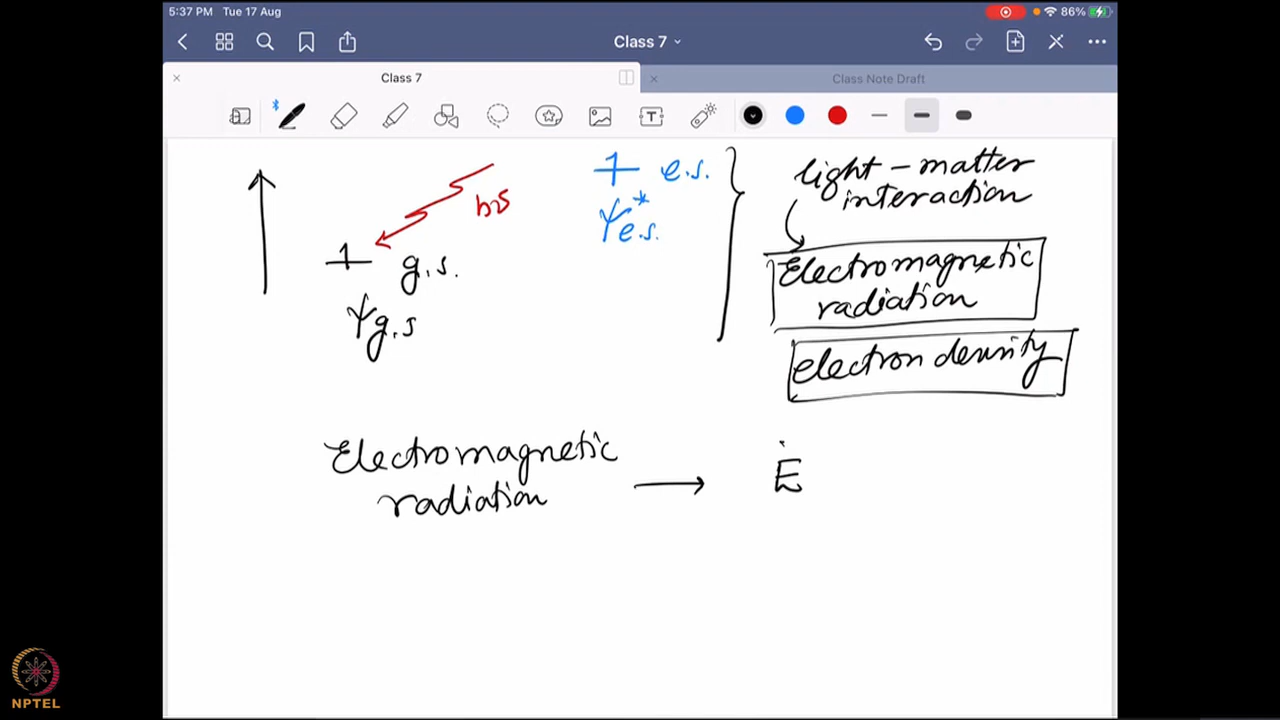 5:37 PM Tue 17 Aug
86%
Class 7
Class 7
Class Note Draft
T
light - matter
interaction
Electromagnetic
radiation
electron density
hν
g.s.
ψg.s
e.s.
ψ*e.s.
Electromagnetic
radiation → E
NPTEL